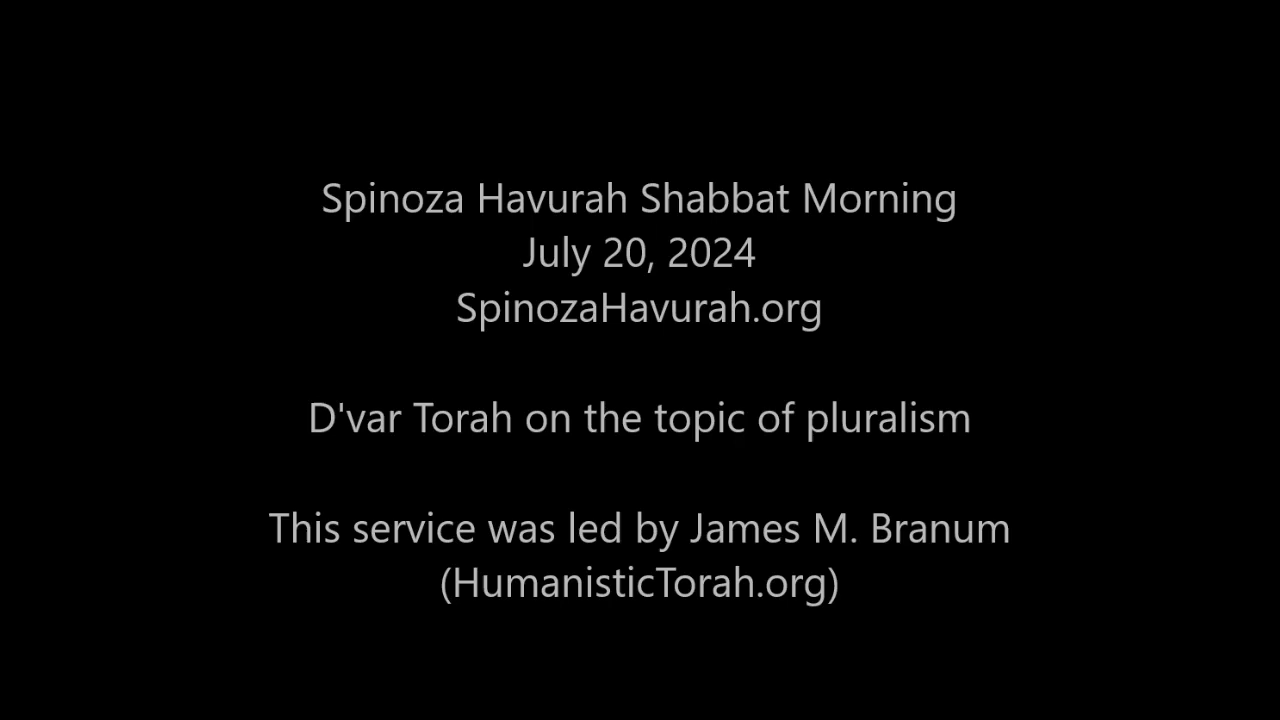 Spinoza Havurah Shabbat Morning
July 20, 2024
SpinozaHavurah.org
D'var Torah on the topic of pluralism
This service was led by James M. Branum
(HumanisticTorah.org)